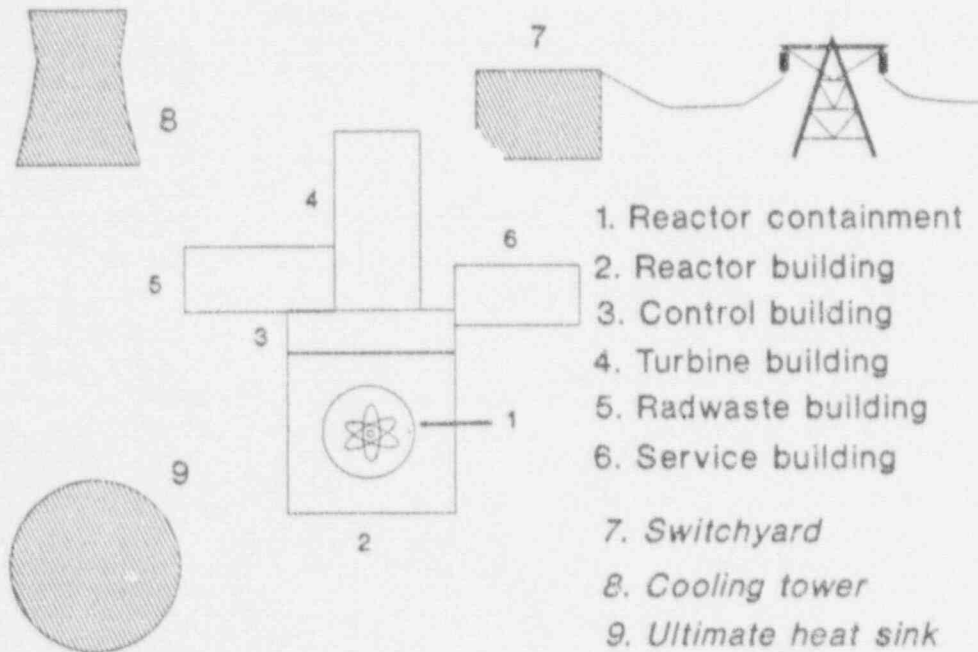 7
8
4
6
5
3
1
9
2
1. Reactor containment
2. Reactor building
3. Control building
4. Turbine building
5. Radwaste building
6. Service building
7. Switchyard
8. Cooling tower
9. Ultimate heat sink